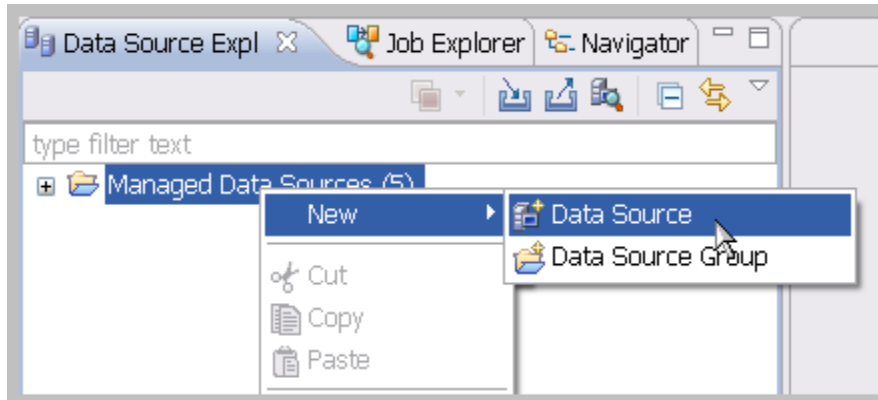 Data Source Expl Job Explorer Navigator
type filter text
Managed Data Sources (5)
New Data Source
Data Source Group
Cut
Copy
Paste